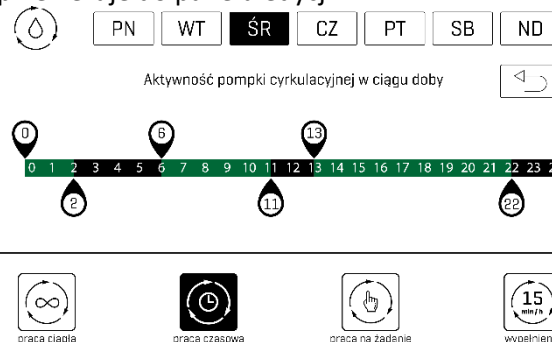 PN WT ŚR CZ PT SB ND
Aktywność pompki cyrkulacyjnej w ciągu doby
0 6 13
0 1 2 3 4 5 6 7 8 9 10 11 12 13 14 15 16 17 18 19 20 21 22 23
2 11 22
15
min/h
praca ciągła praca czasowa praca na żądanie